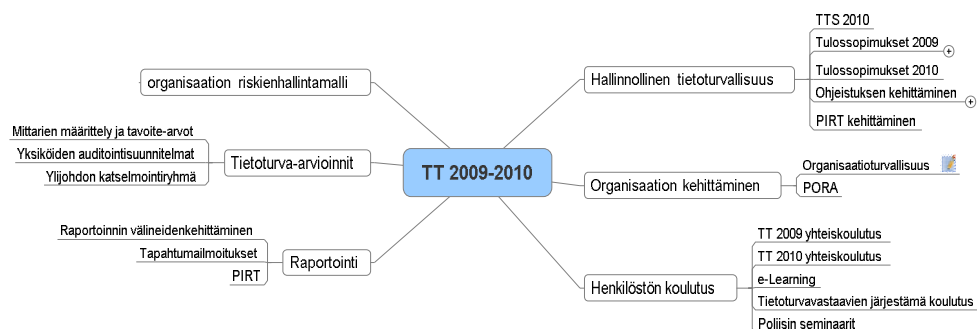 organisaation riskienhallintamalli
Mittarien määrittely ja tavoite-arvot
Yksiköiden auditointisuunnitelmat
Ylijohdon katselmointiryhmä
Tietoturva-arvioinnit
Raportoinnin välineidenkehittäminen
Tapahtumailmoitukset
PIRT
Raportointi
TT 2009-2010
Hallinnollinen tietoturvallisuus
TTS 2010
Tulossopimukset 2009
Tulossopimukset 2010
Ohjeistuksen kehittäminen
PIRT kehittäminen
Organisaation kehittäminen
Organisaatioturvallisuus
PORA
Henkilöstön koulutus
TT 2009 yhteiskoulutus
TT 2010 yhteiskoulutus
e-Learning
Tietoturvavastaavien järjestämä koulutus
Poliisin seminaarit